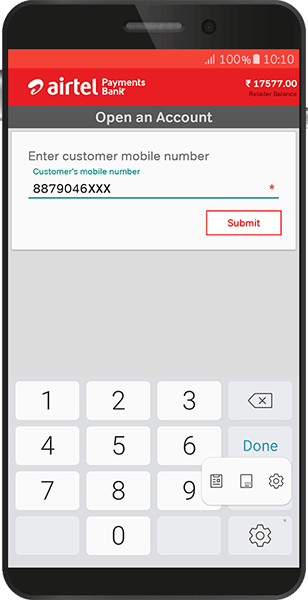 100% 10:10
airtel Payments Bank
₹ 17577.00
Retailer Balance
Open an Account
Enter customer mobile number
Customer's mobile number
8879046XXX *
Submit
1 2 3
4 5 6 Done
7 8 9
0